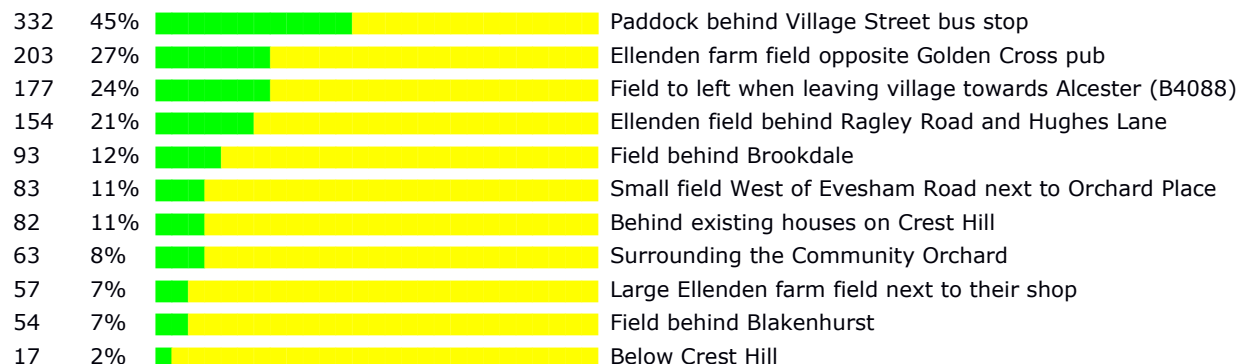 332 45% Paddock behind Village Street bus stop
203 27% Ellenden farm field opposite Golden Cross pub
177 24% Field to left when leaving village towards Alcester (B4088)
154 21% Ellenden field behind Ragley Road and Hughes Lane
93 12% Field behind Brookdale
83 11% Small field West of Evesham Road next to Orchard Place
82 11% Behind existing houses on Crest Hill
63 8% Surrounding the Community Orchard
57 7% Large Ellenden farm field next to their shop
54 7% Field behind Blakenhurst
17 2% Below Crest Hill